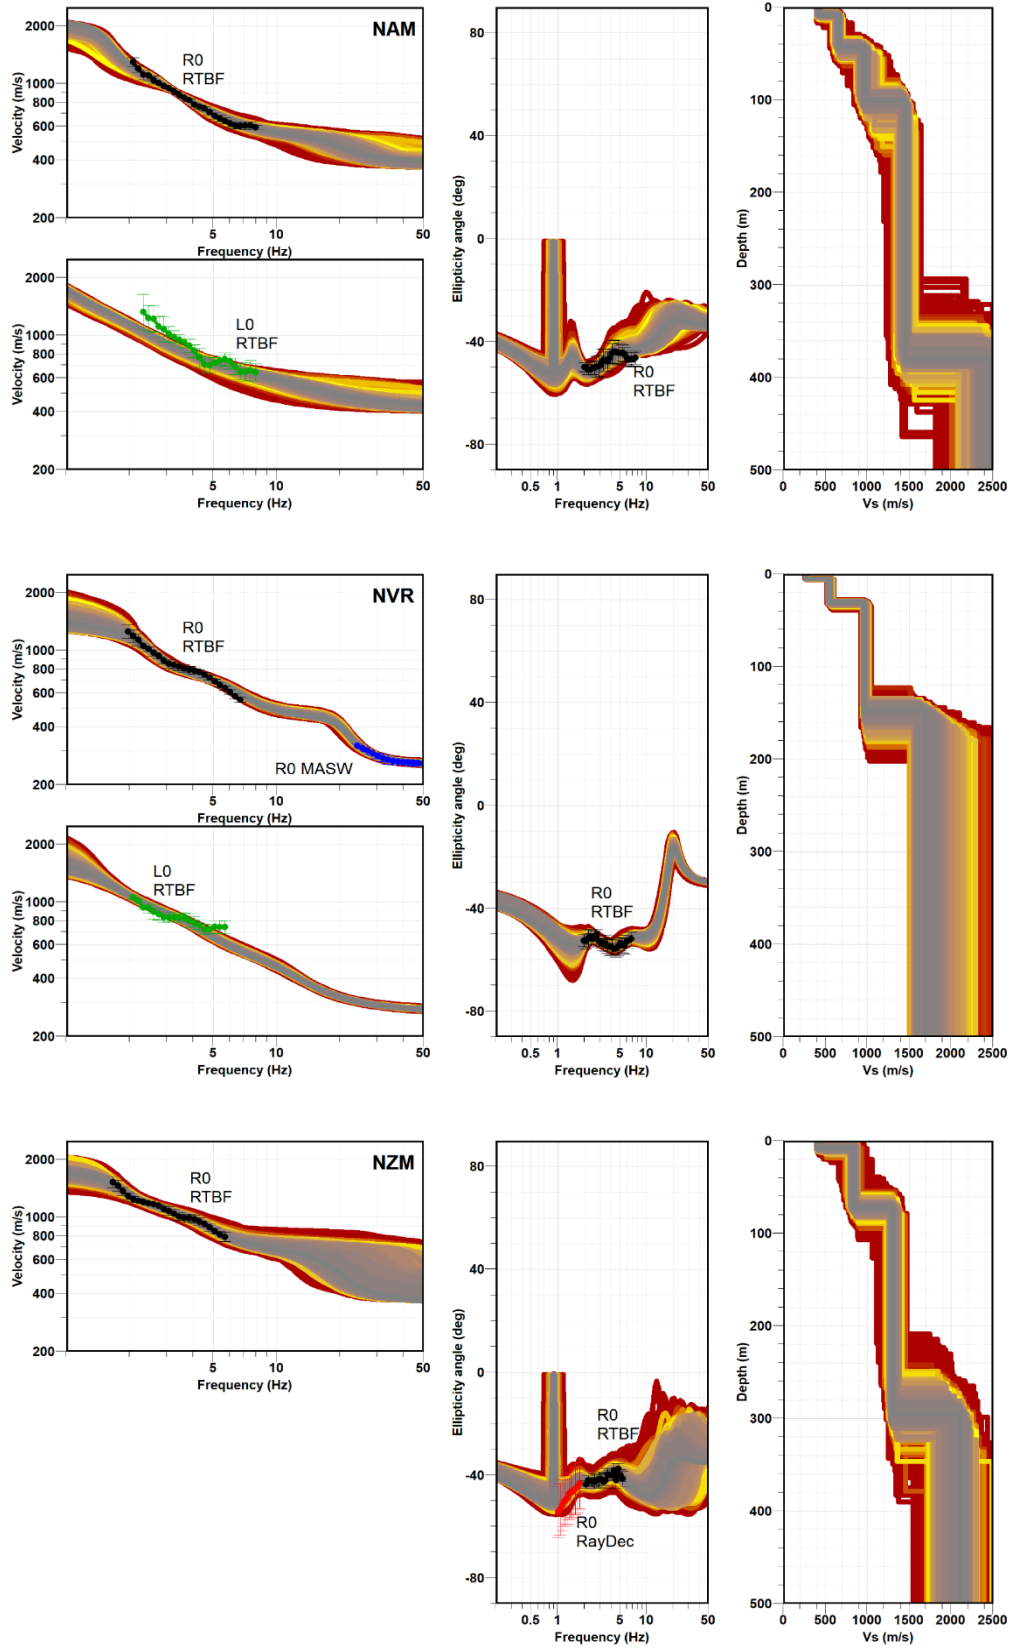 NAM
R0
RTBF
2000
1000
800
600
400
200
5
10
50
Velocity (m/s)
Frequency (Hz)
L0
RTBF
2000
1000
800
600
400
200
5
10
50
Velocity (m/s)
Frequency (Hz)
80
40
0
-40
-80
Ellipticity angle (deg)
R0
RTBF
0.5
1
5
10
50
Frequency (Hz)
0
100
200
300
400
500
Depth (m)
0
500
1000
1500
2000
2500
Vs (m/s)
NVR
R0
RTBF
R0 MASW
2000
1000
800
600
400
200
5
10
50
Velocity (m/s)
Frequency (Hz)
L0
RTBF
2000
1000
800
600
400
200
5
10
50
Velocity (m/s)
Frequency (Hz)
80
40
0
-40
-80
Ellipticity angle (deg)
R0
RTBF
0.5
1
5
10
50
Frequency (Hz)
0
100
200
300
400
500
Depth (m)
0
500
1000
1500
2000
2500
Vs (m/s)
NZM
R0
RTBF
2000
1000
800
600
400
200
5
10
50
Velocity (m/s)
Frequency (Hz)
80
40
0
-40
-80
Ellipticity angle (deg)
R0
RTBF
R0
RayDec
0.5
1
5
10
50
Frequency (Hz)
0
100
200
300
400
500
Depth (m)
0
500
1000
1500
2000
2500
Vs (m/s)